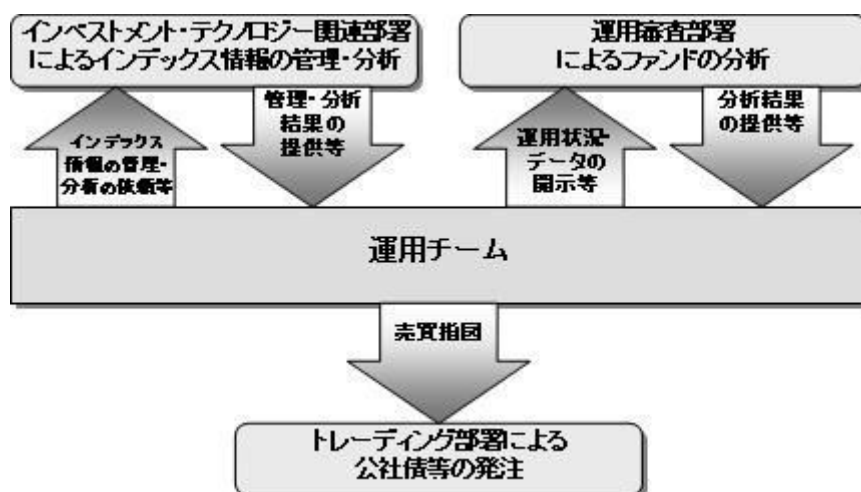 インベストメント・テクノロジー関連部署
によるインデックス情報の管理・分析
運用審査部署
によるファンドの分析
インデックス
情報の管理・
分析の依頼等
管理・分析
結果の
提供等
運用状況・
データの
開示等
分析結果
の提供等
運用チーム
売買指図
トレーディング部署による
公社債等の発注